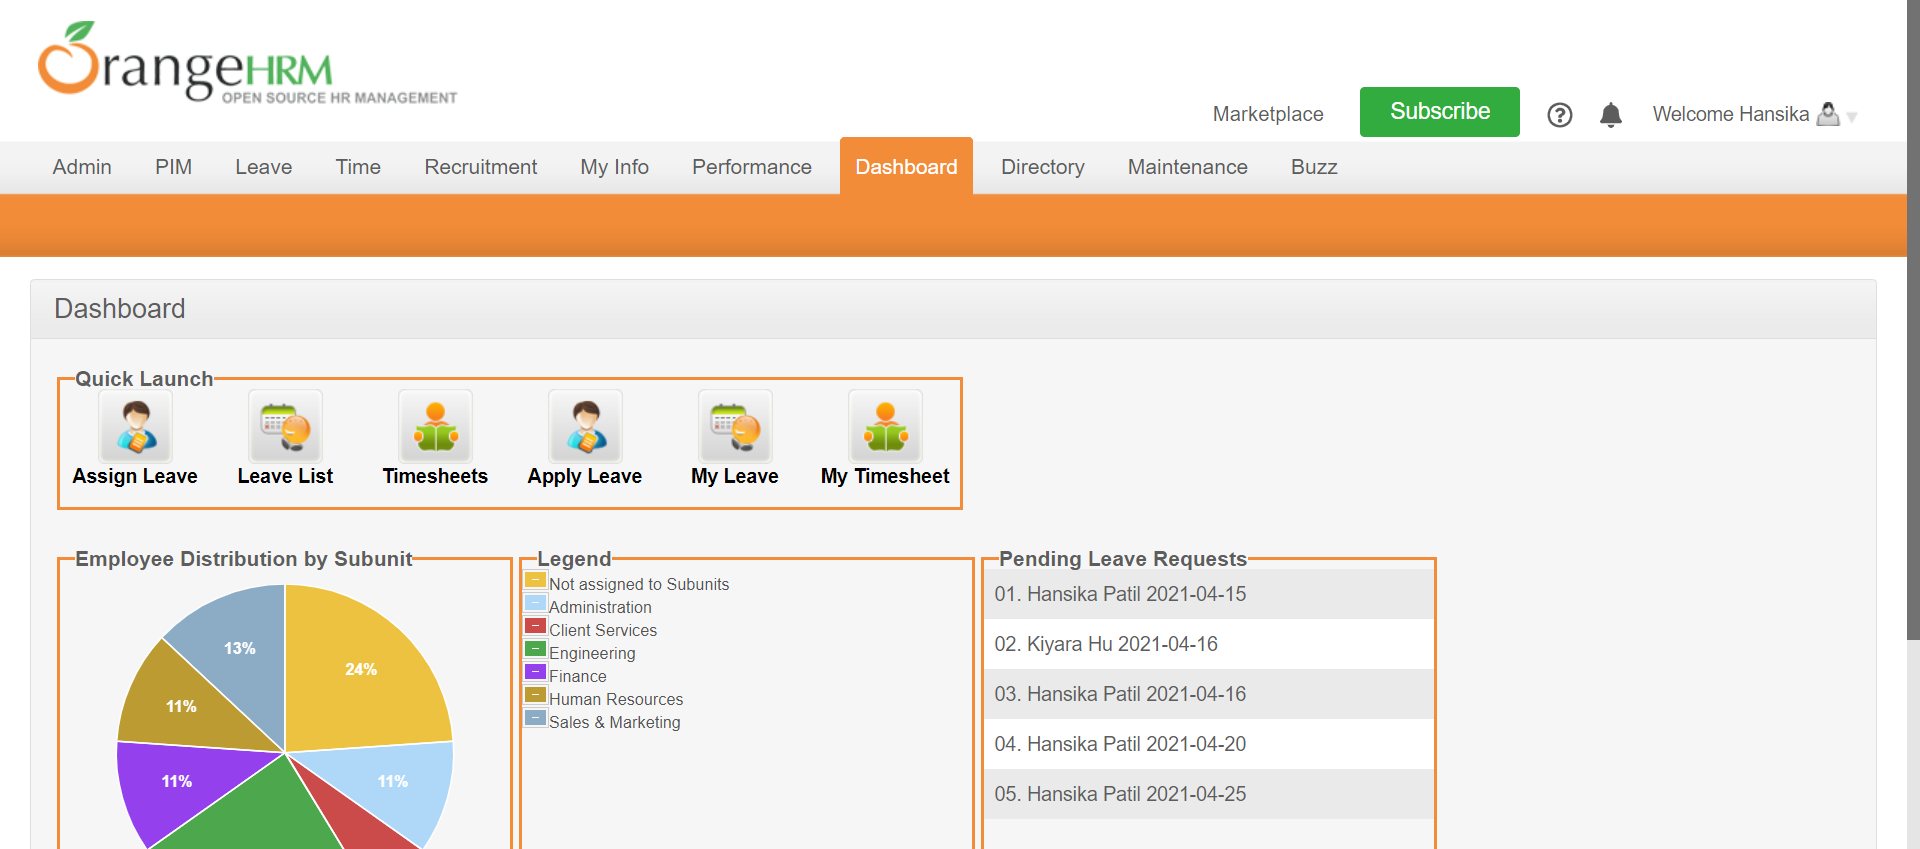 OrangeHRM
OPEN SOURCE HR MANAGEMENT
Marketplace
Subscribe
Welcome Hansika
Admin PIM Leave Time Recruitment My Info Performance Dashboard Directory Maintenance Buzz
Dashboard
Quick Launch
Assign Leave Leave List Timesheets Apply Leave My Leave My Timesheet
Employee Distribution by Subunit
13%
24%
11%
11%
11%
Legend
Not assigned to Subunits
Administration
Client Services
Engineering
Finance
Human Resources
Sales & Marketing
Pending Leave Requests
01. Hansika Patil 2021-04-15
02. Kiyara Hu 2021-04-16
03. Hansika Patil 2021-04-16
04. Hansika Patil 2021-04-20
05. Hansika Patil 2021-04-25